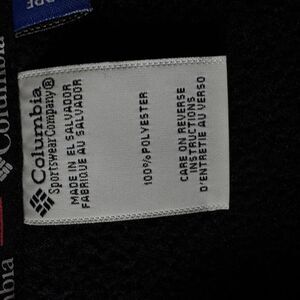 Columbia
Sportswear Company®
MADE IN EL SALVADOR
FABRIQUE AU SALVADOR
100% POLYESTER
CARE ON REVERSE
INSTRUCTIONS
D'ENTRETIE AU VERSO
Columbia